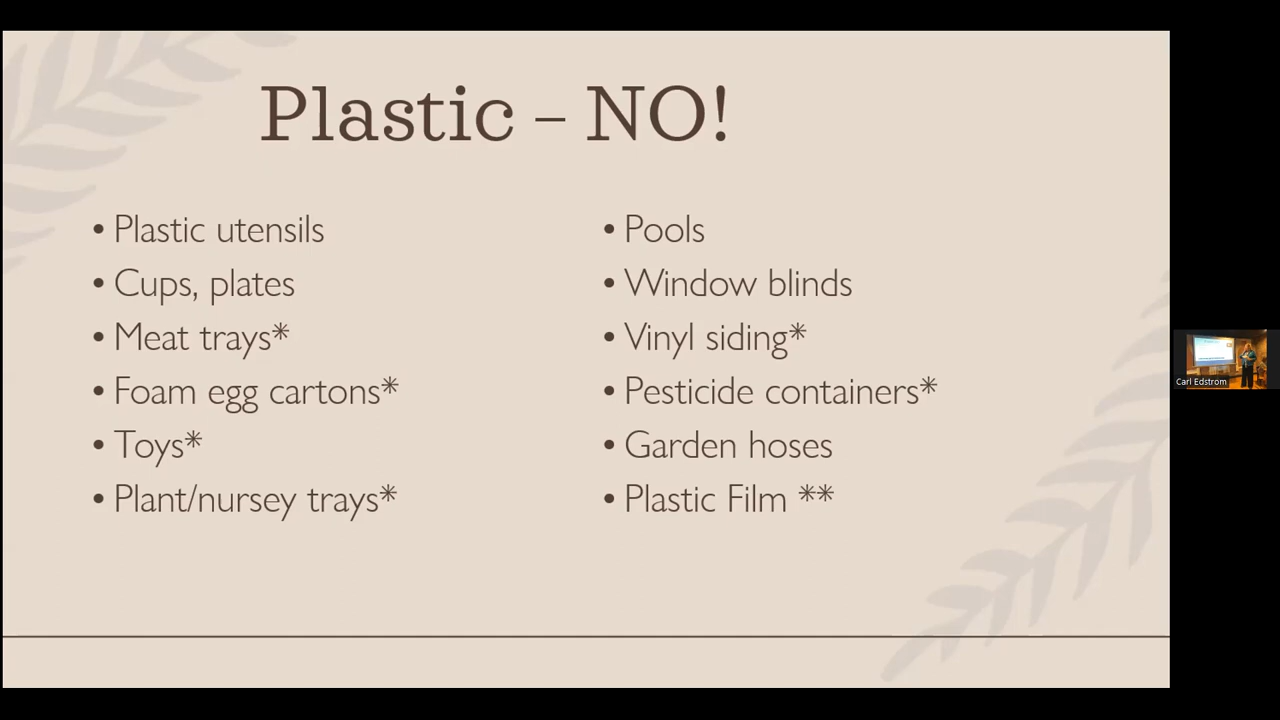 Plastic – NO!
• Plastic utensils
• Cups, plates
• Meat trays*
• Foam egg cartons*
• Toys*
• Plant/nursey trays*
• Pools
• Window blinds
• Vinyl siding*
• Pesticide containers*
• Garden hoses
• Plastic Film **
Carl Edstrom